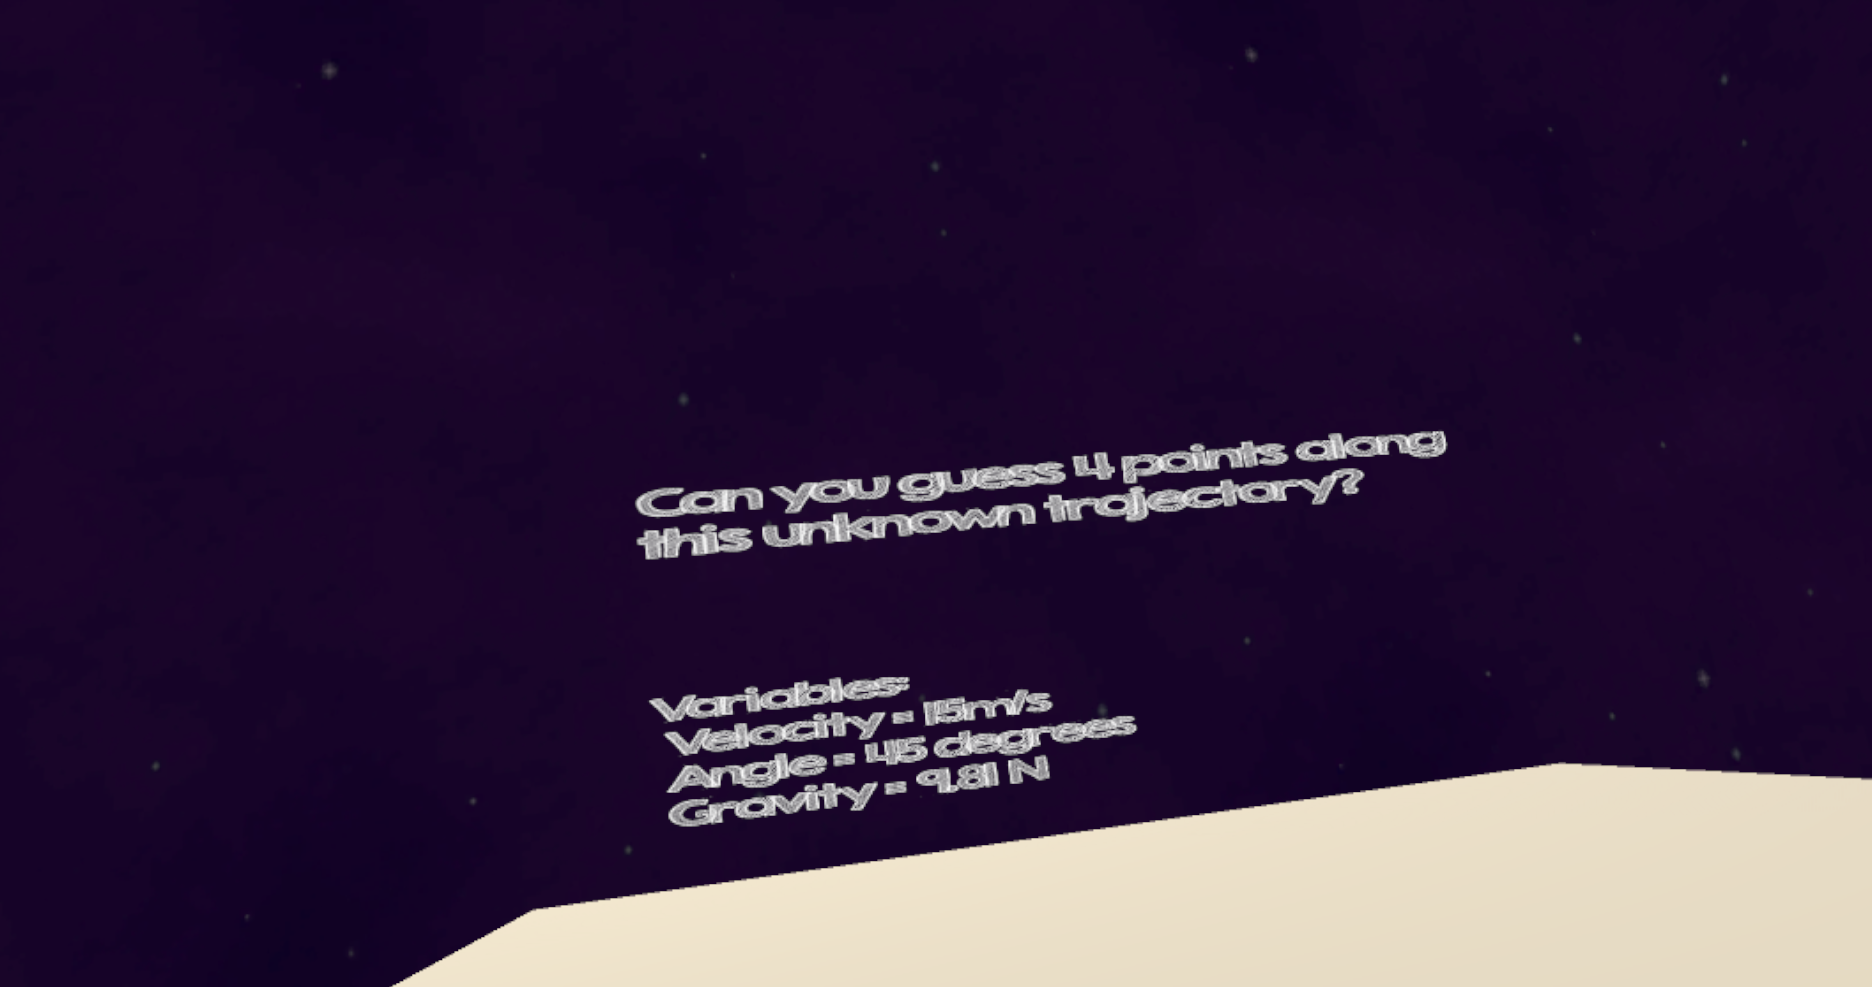 Can you guess 4 points along
this unknown trajectory?
Variables:
Velocity = 15m/s
Angle = 45 degrees
Gravity = 9.81 N